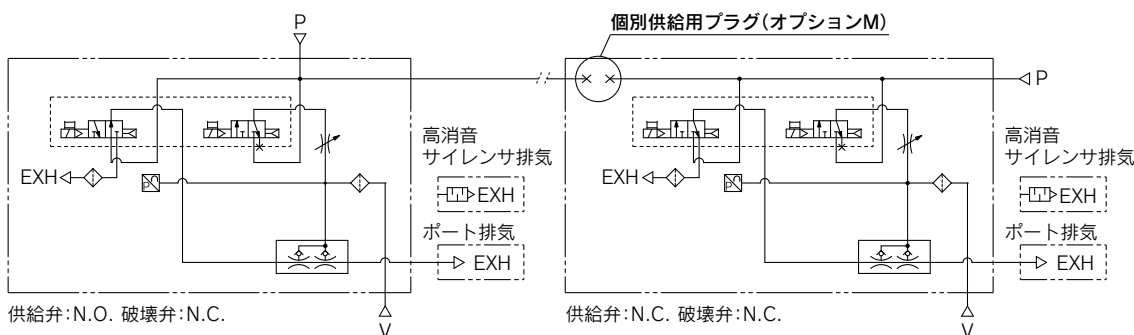 P
個別供給用プラグ(オプションM)
P
EXH
P
高消音
サイレンサ排気
EXH
ポート排気
EXH
供給弁:N.O. 破壊弁:N.C.
V
EXH
P
高消音
サイレンサ排気
EXH
ポート排気
EXH
供給弁:N.C. 破壊弁:N.C.
V